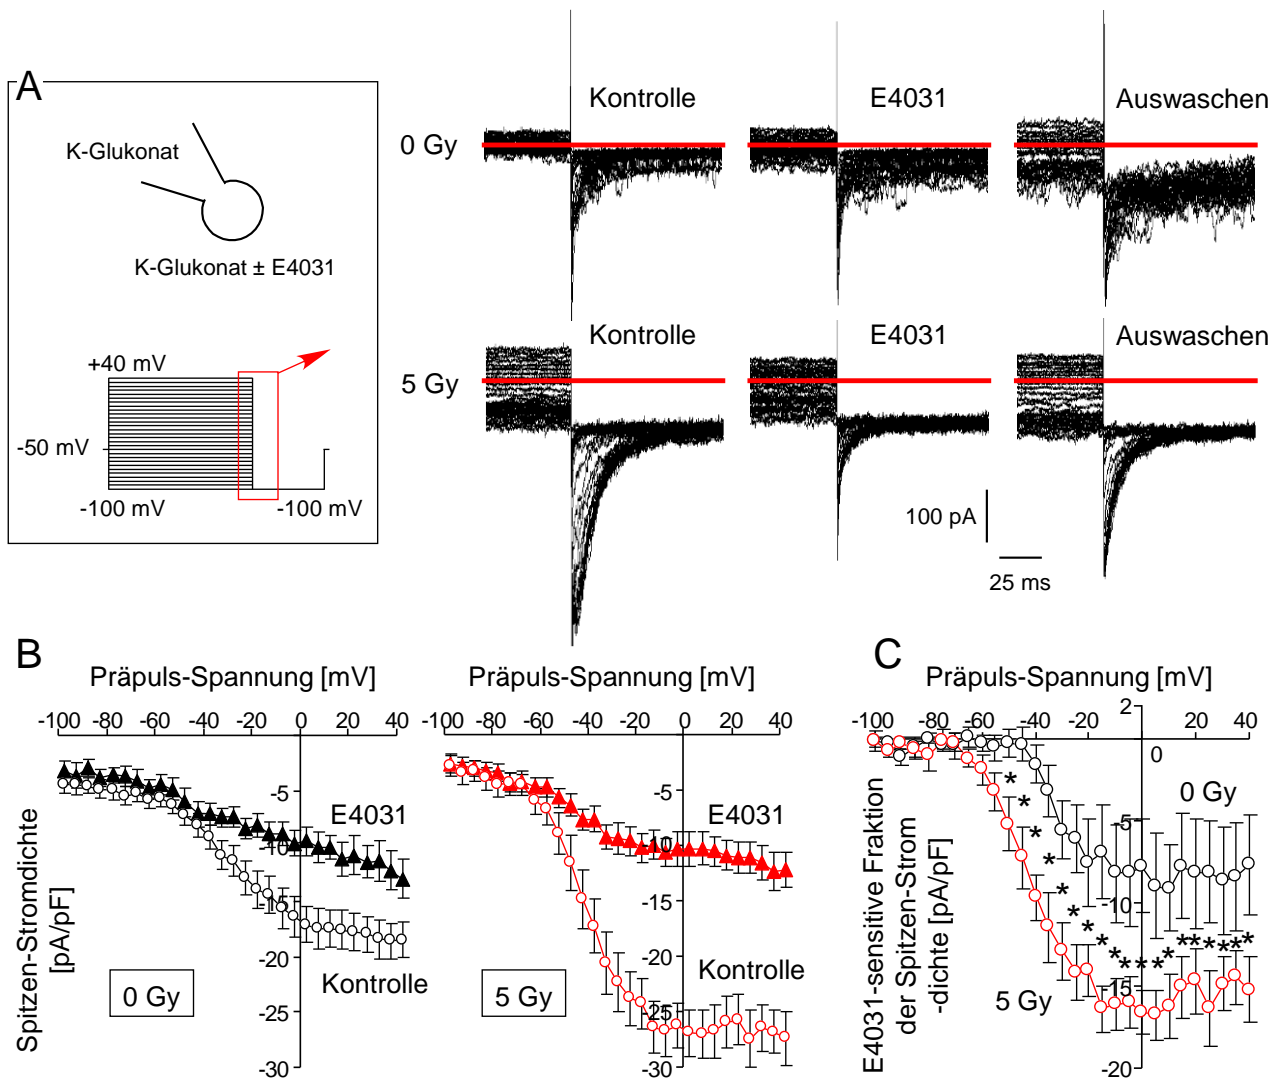 A
K-Glukonat
K-Glukonat ± E4031
+40 mV
-50 mV
-100 mV
-100 mV
Kontrolle
E4031
Auswaschen
0 Gy
Kontrolle
E4031
Auswaschen
5 Gy
100 pA
25 ms
B
Präpuls-Spannung [mV]
-100 -80 -60 -40 -20 0 20 40
-5
-10
-15
-20
-25
-30
Spitzen-Stromdichte
[pA/pF]
E4031
Kontrolle
0 Gy
Präpuls-Spannung [mV]
-100 -80 -60 -40 -20 0 20 40
-5
-10
-15
-20
-25
-30
E4031
Kontrolle
5 Gy
C
Präpuls-Spannung [mV]
-100 -80 -60 -40 -20 0 20 40
2
-5
-10
-15
-20
E4031-sensitive Fraktion
der Spitzen-Strom
-dichte [pA/pF]
0 Gy
5 Gy
* * * * * * * * * * * * * * * * * *